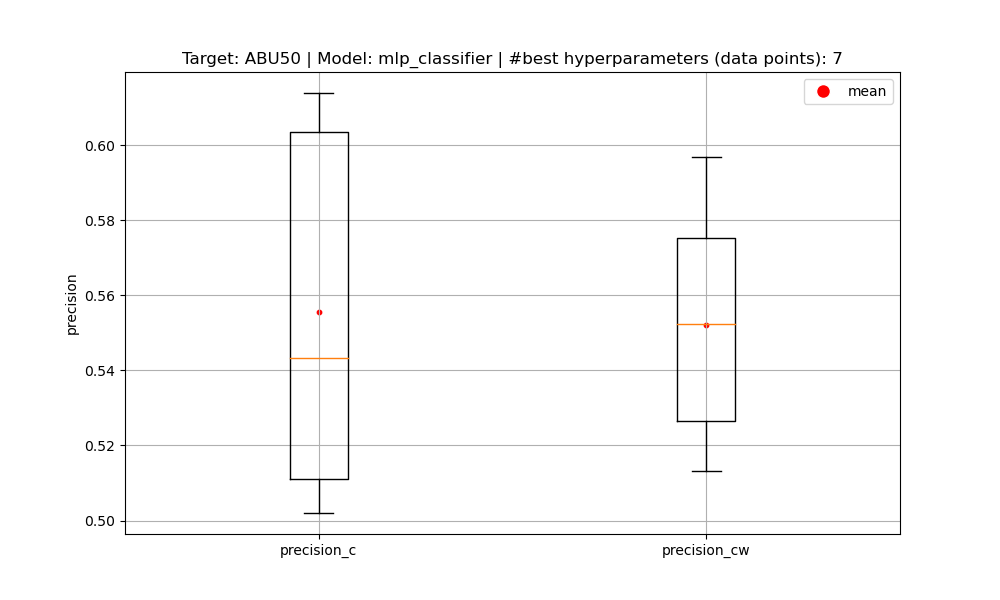 Target: ABU50 | Model: mlp_classifier | #best hyperparameters (data points): 7
mean
0.60
0.58
0.56
0.54
0.52
0.50
precision
precision_c
precision_cw